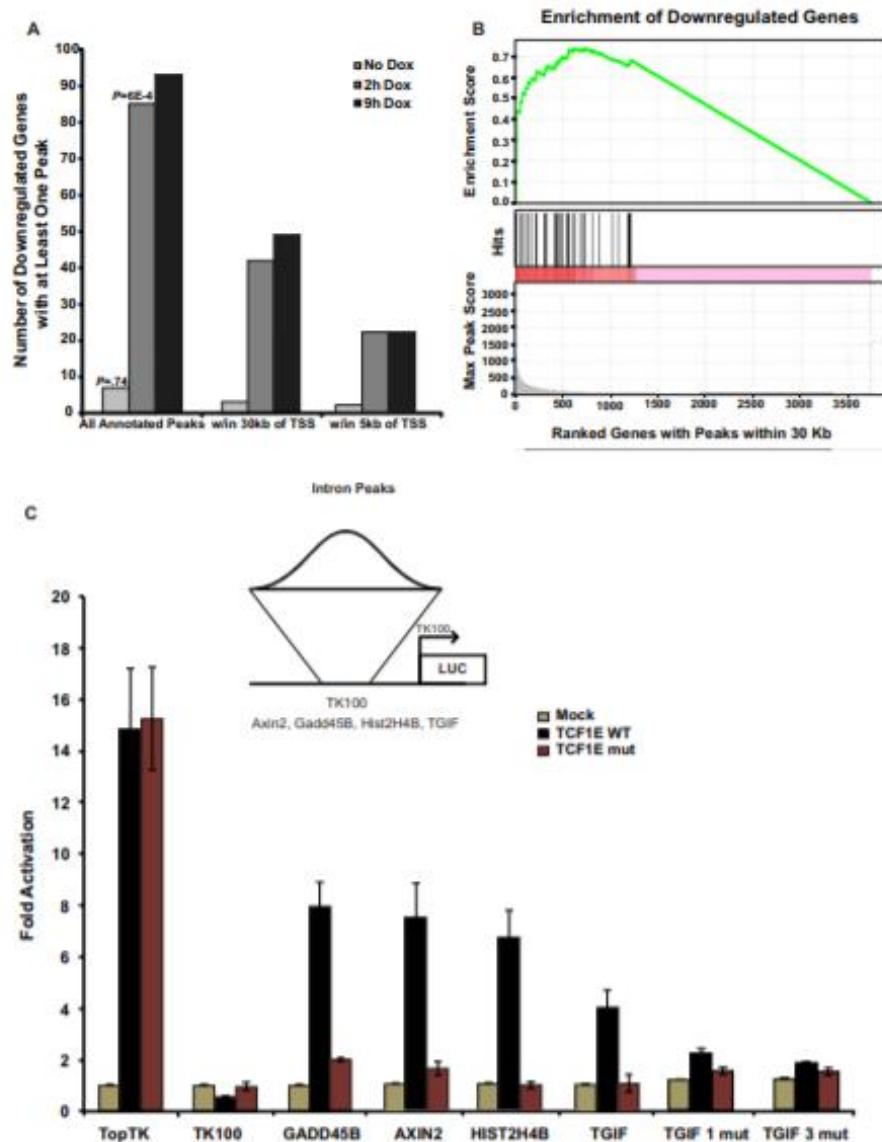 A
Number of Downregulated Genes
with at Least One Peak
100
90
80
70
60
50
40
30
20
10
0
P=.74
P=6E-4
No Dox
2h Dox
9h Dox
All Annotated Peaks
w/in 30kb of TSS
w/in 5kb of TSS
B
Enrichment of Downregulated Genes
Enrichment Score
0.7
0.6
0.5
0.4
0.3
0.2
0.1
0.0
Hits
Max Peak Score
3000
2500
2000
1500
1000
500
0
0 500 1000 1500 2000 2500 3000 3500
Ranked Genes with Peaks within 30 Kb
C
Intron Peaks
TK100
LUC
TK100
Axin2, Gadd45B, Hist2H4B, TGIF
Mock
TCF1E WT
TCF1E mut
Fold Activation
20
18
16
14
12
10
8
6
4
2
0
TopTK TK100 GADD45B AXIN2 HIST2H4B TGIF TGIF 1 mut TGIF 3 mut